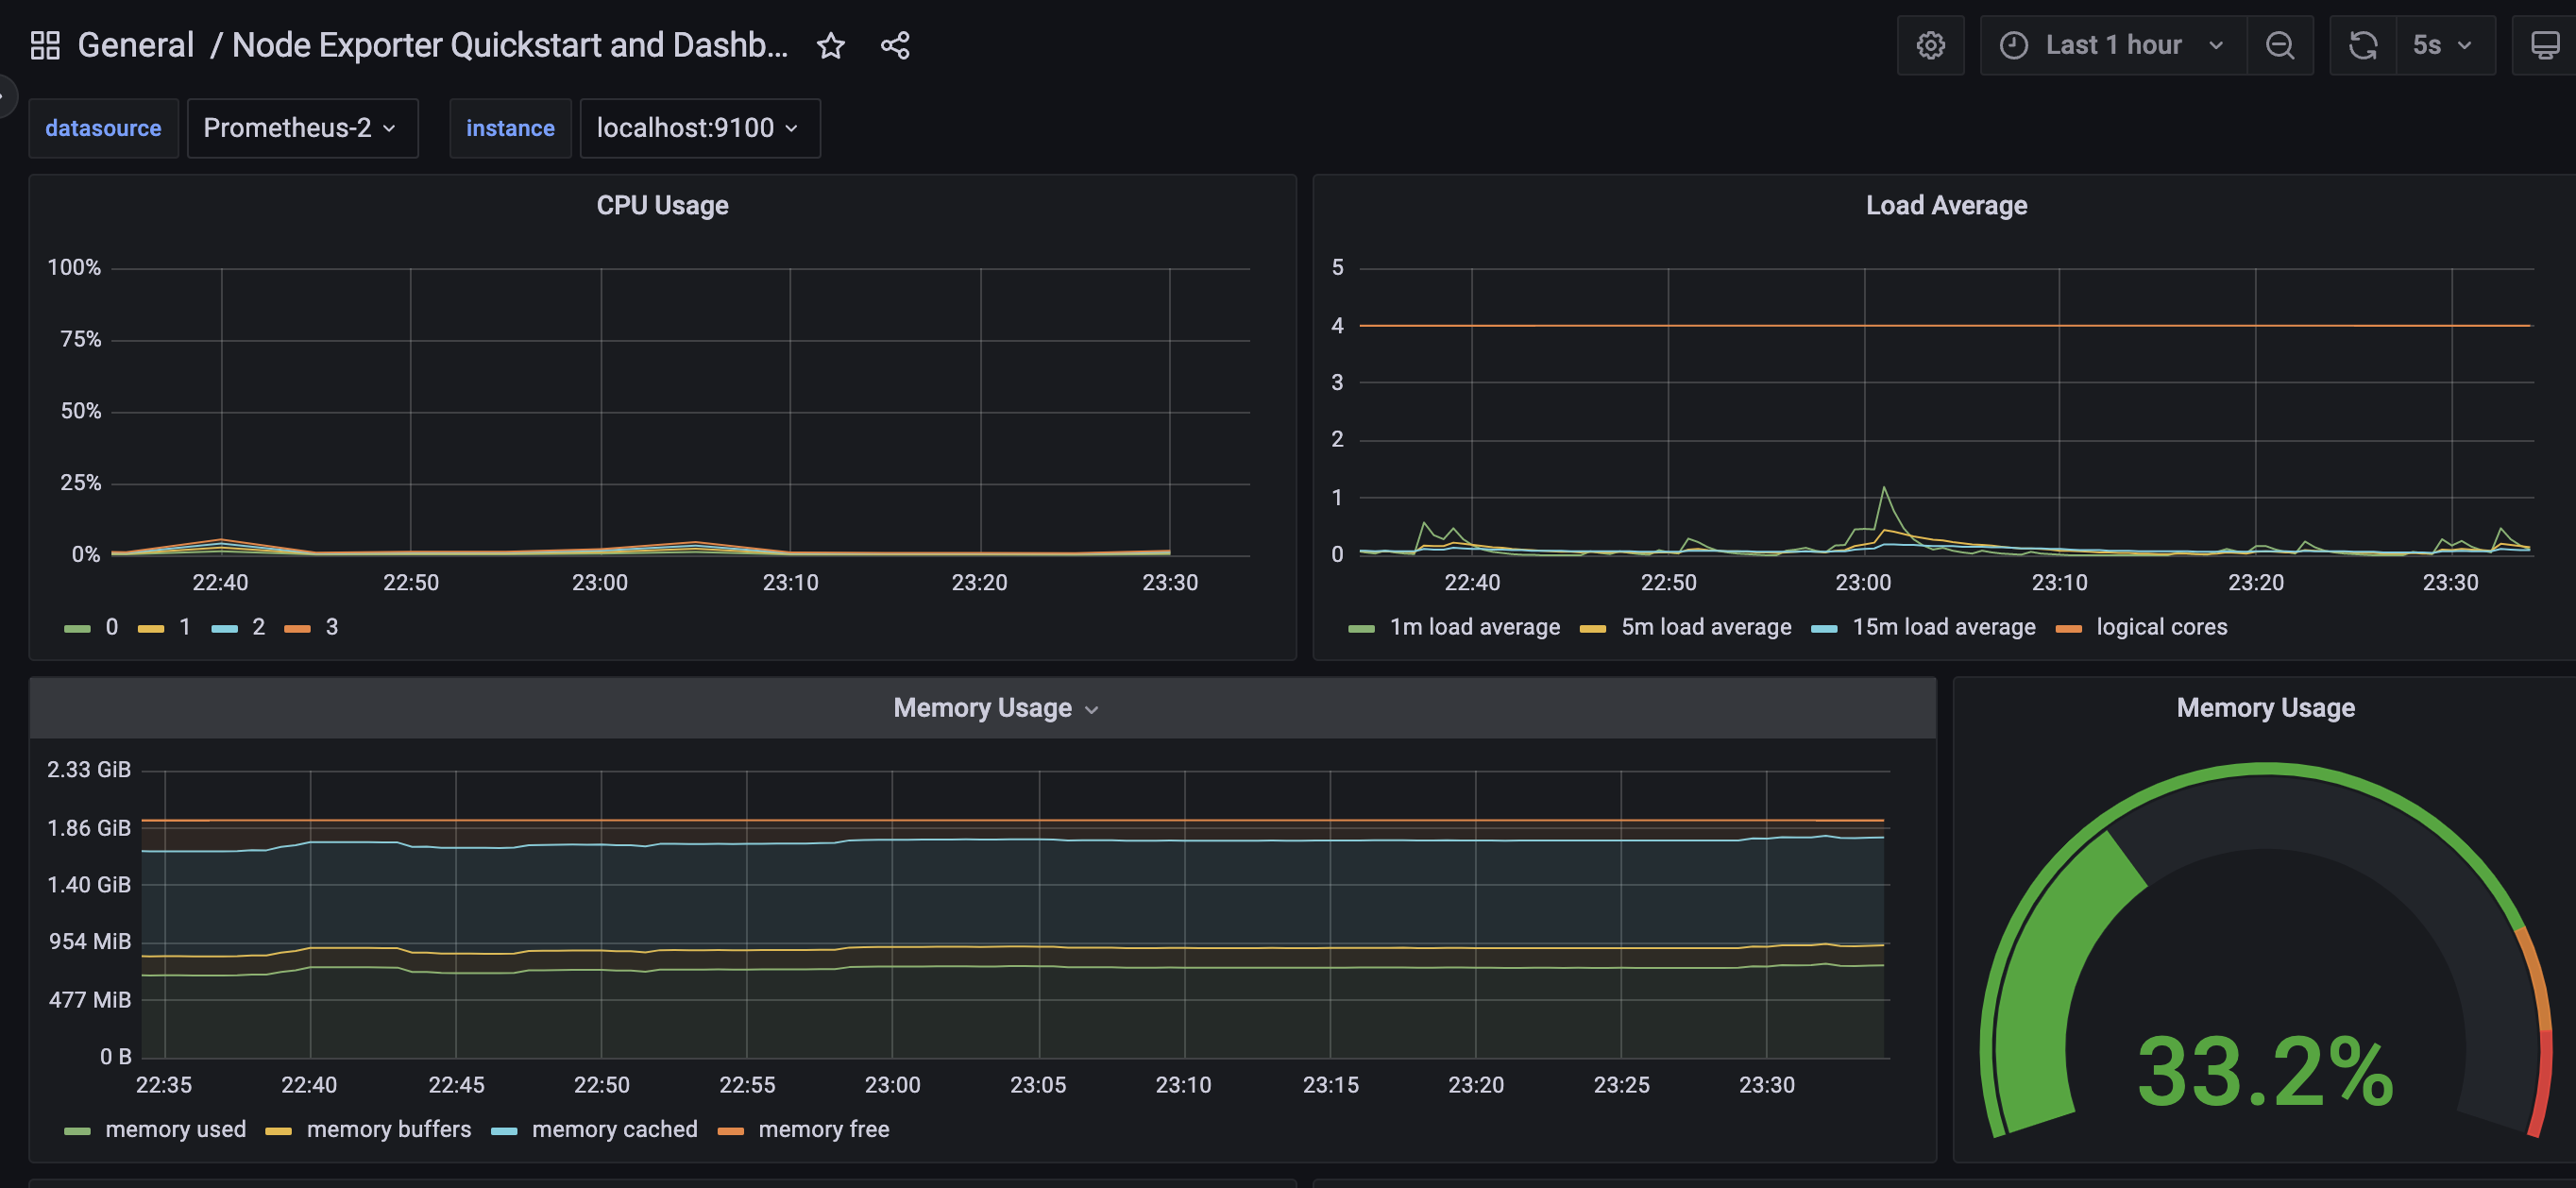 General / Node Exporter Quickstart and Dashb...
Last 1 hour
5s
datasource Prometheus-2
instance localhost:9100
CPU Usage
100%
75%
50%
25%
0%
22:40 22:50 23:00 23:10 23:20 23:30
0 1 2 3
Load Average
5
4
3
2
1
0
22:40 22:50 23:00 23:10 23:20 23:30
1m load average 5m load average 15m load average logical cores
Memory Usage
2.33 GiB
1.86 GiB
1.40 GiB
954 MiB
477 MiB
0 B
22:35 22:40 22:45 22:50 22:55 23:00 23:05 23:10 23:15 23:20 23:25 23:30
memory used memory buffers memory cached memory free
Memory Usage
33.2%